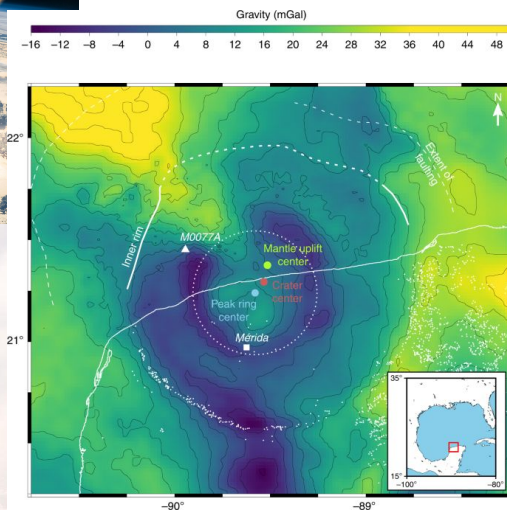 Gravity (mGal)
−16 −12 −8 −4 0 4 8 12 16 20 24 28 32 36 40 44 48
N
22°
Extent of
faulting
Inner rim
M0077A
Mantle uplift
center
Crater
center
Peak ring
center
Mérida
21°
35°
15°
−100° −80°
−90° −89°